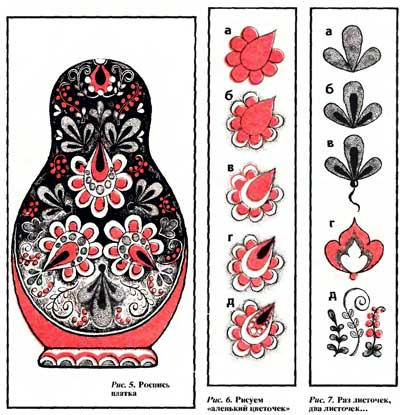 а
б
в
г
д
а
б
в
г
д
Рис. 5. Роспись
платка
Рис. 6. Рисуем
«аленький цветочек»
Рис. 7. Раз листочек,
два листочек...